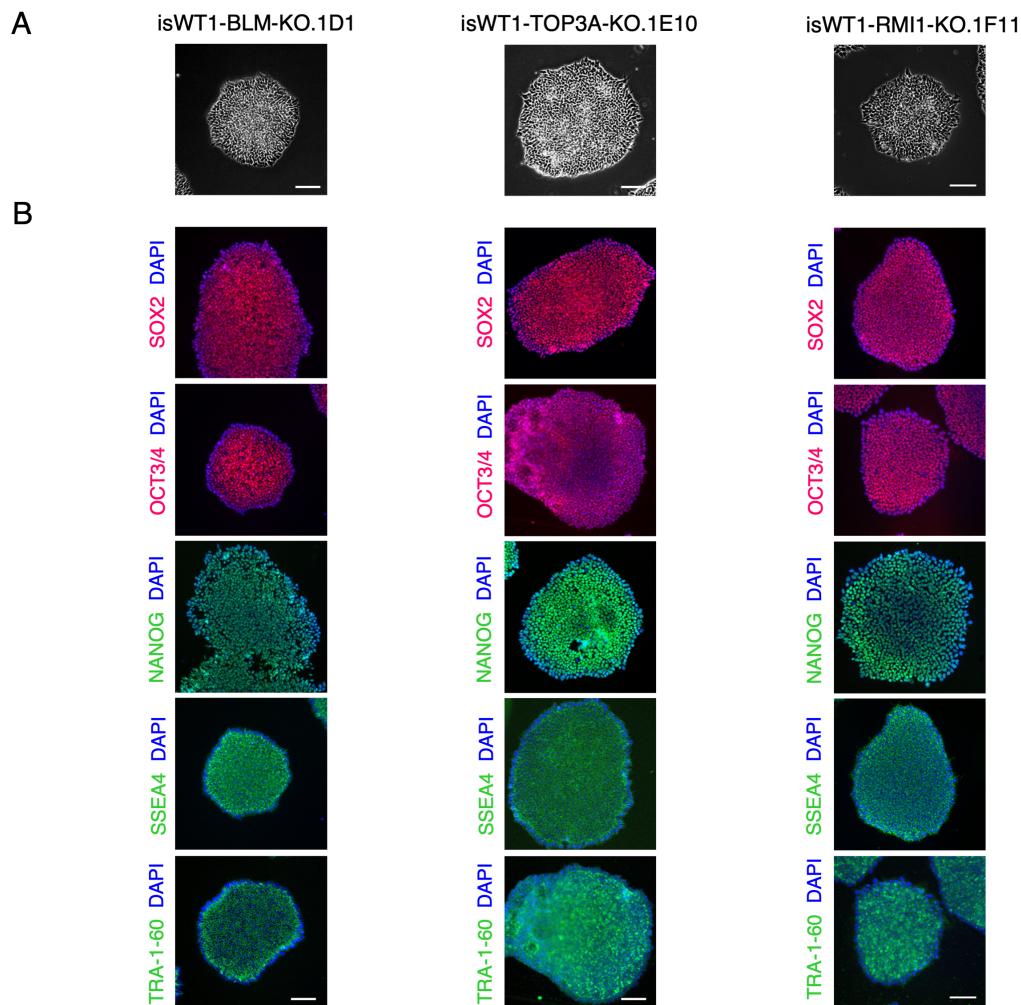 A
isWT1-BLM-KO.1D1
isWT1-TOP3A-KO.1E10
isWT1-RMI1-KO.1F11
B
SOX2 DAPI
SOX2 DAPI
SOX2 DAPI
OCT3/4 DAPI
OCT3/4 DAPI
OCT3/4 DAPI
NANOG DAPI
NANOG DAPI
NANOG DAPI
SSEA4 DAPI
SSEA4 DAPI
SSEA4 DAPI
TRA-1-60 DAPI
TRA-1-60 DAPI
TRA-1-60 DAPI